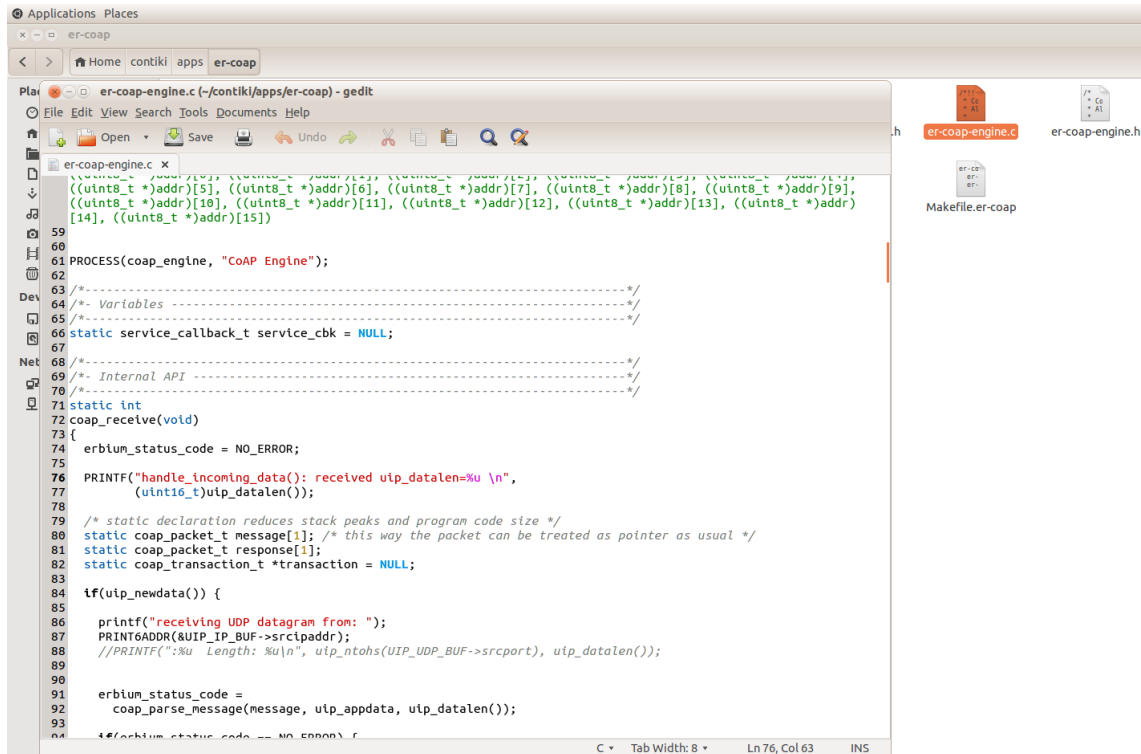 Applications Places
er-coap
Home contiki apps er-coap
er-coap-engine.c (~/contiki/apps/er-coap) - gedit
File Edit View Search Tools Documents Help
Open Save Undo
er-coap-engine.c x
((uint8_t *)addr)[5], ((uint8_t *)addr)[6], ((uint8_t *)addr)[7], ((uint8_t *)addr)[8], ((uint8_t *)addr)[9],
((uint8_t *)addr)[10], ((uint8_t *)addr)[11], ((uint8_t *)addr)[12], ((uint8_t *)addr)[13], ((uint8_t *)addr)
[14], ((uint8_t *)addr)[15])
59
60
61 PROCESS(coap_engine, "CoAP Engine");
62
63 /*---------------------------------------------------------------------------*/
64 /*- Variables ---------------------------------------------------------------*/
65 /*---------------------------------------------------------------------------*/
66 static service_callback_t service_cbk = NULL;
67
68 /*---------------------------------------------------------------------------*/
69 /*- Internal API ------------------------------------------------------------*/
70 /*---------------------------------------------------------------------------*/
71 static int
72 coap_receive(void)
73 {
74   erbium_status_code = NO_ERROR;
75
76   PRINTF("handle_incoming_data(): received uip_datalen=%u \n",
77          (uint16_t)uip_datalen());
78
79   /* static declaration reduces stack peaks and program code size */
80   static coap_packet_t message[1]; /* this way the packet can be treated as pointer as usual */
81   static coap_packet_t response[1];
82   static coap_transaction_t *transaction = NULL;
83
84   if(uip_newdata()) {
85
86     printf("receiving UDP datagram from: ");
87     PRINT6ADDR(&UIP_IP_BUF->srcipaddr);
88     //PRINTF(":%u  Length: %u\n", uip_ntohs(UIP_UDP_BUF->srcport), uip_datalen());
89
90
91     erbium_status_code =
92       coap_parse_message(message, uip_appdata, uip_datalen());
93
94     if(erbium_status_code == NO_ERROR) {
C Tab Width: 8 Ln 76, Col 63 INS
Pla
Dev
Net
.h
er-coap-engine.c
er-coap-engine.h
Makefile.er-coap